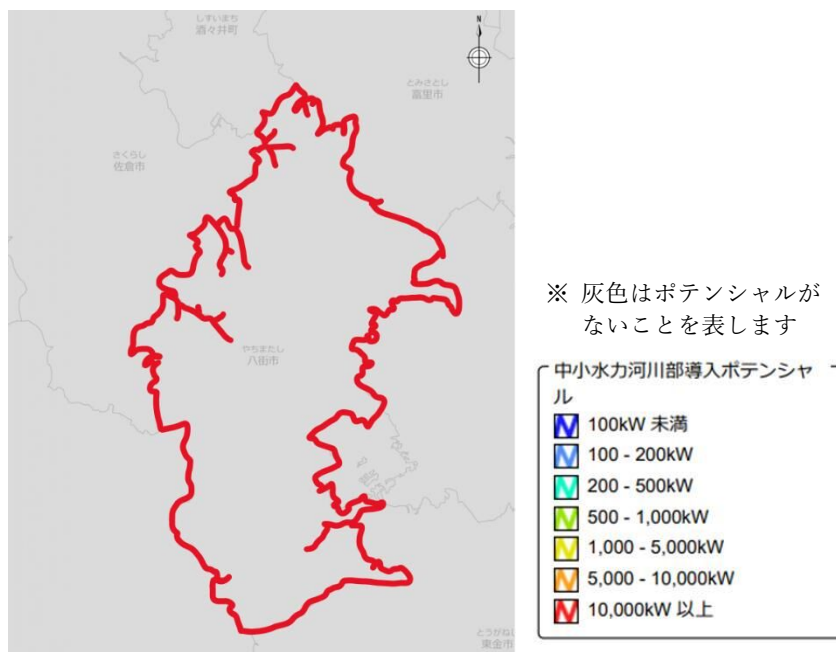 しすいまち
酒々井町
N
とみさとし
富里市
さくらし
佐倉市
やちまたし
八街市
とうがねし
東金市
※ 灰色はポテンシャルが
ないことを表します
中小水力河川部導入ポテンシャ
ル
100kW 未満
100 - 200kW
200 - 500kW
500 - 1,000kW
1,000 - 5,000kW
5,000 - 10,000kW
10,000kW 以上